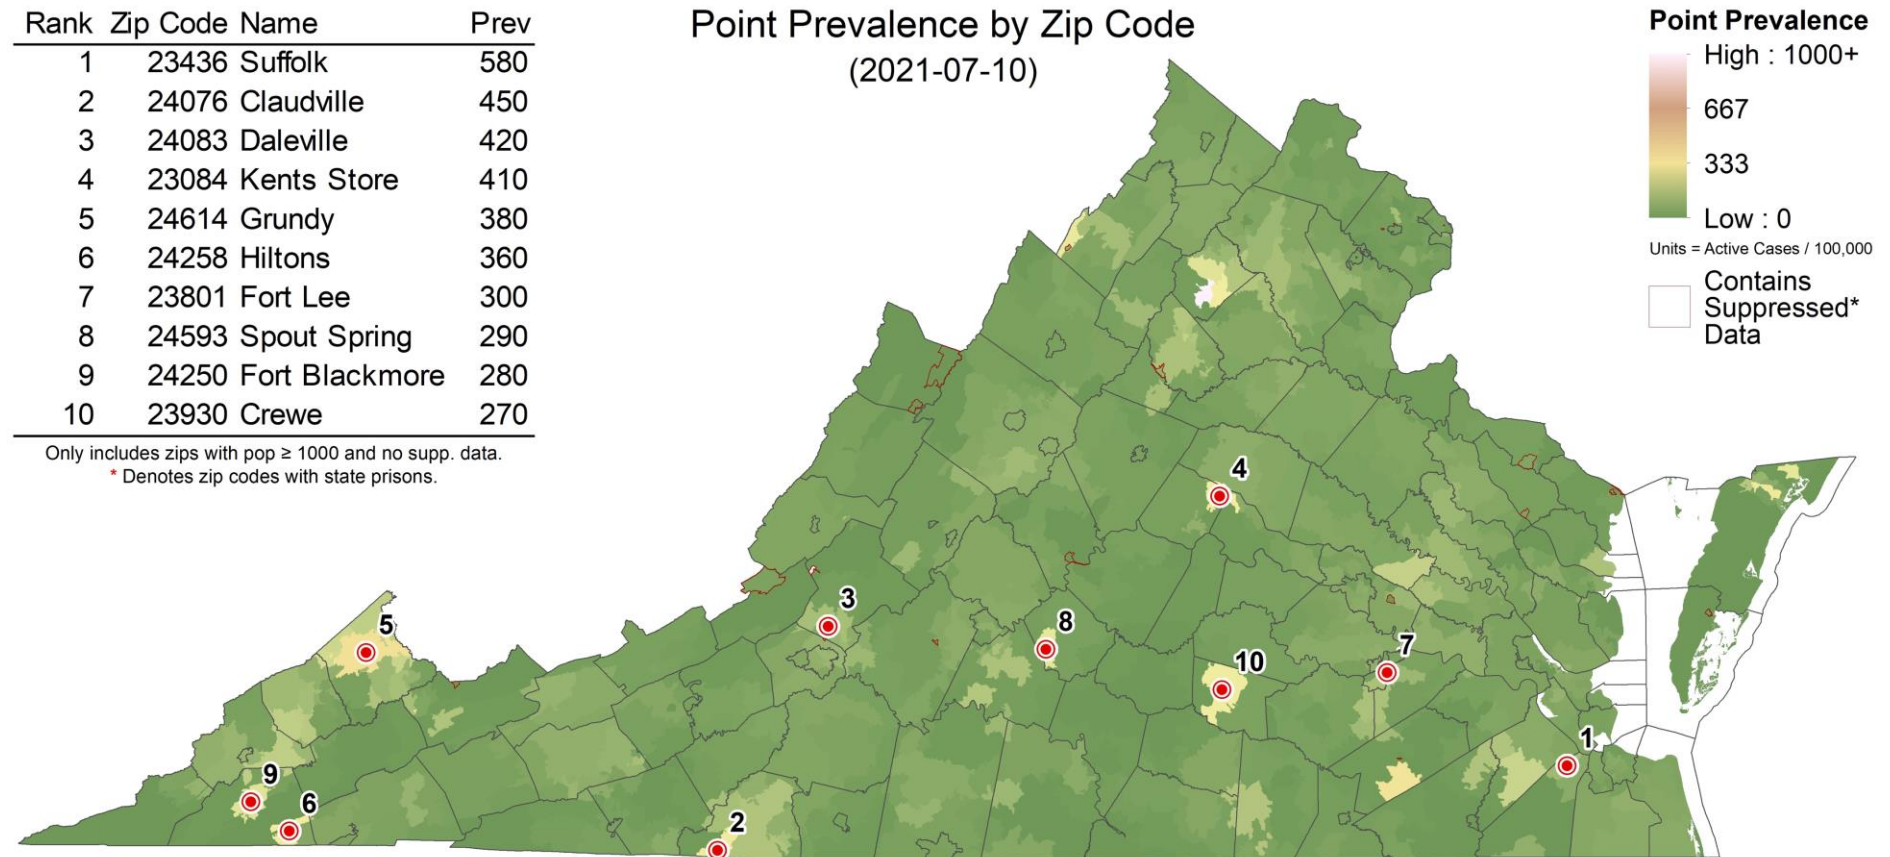 Point Prevalence by Zip Code
(2021-07-10)
Rank Zip Code Name Prev
1 23436 Suffolk 580
2 24076 Claudville 450
3 24083 Daleville 420
4 23084 Kents Store 410
5 24614 Grundy 380
6 24258 Hiltons 360
7 23801 Fort Lee 300
8 24593 Spout Spring 290
9 24250 Fort Blackmore 280
10 23930 Crewe 270
Only includes zips with pop ≥ 1000 and no supp. data.
* Denotes zip codes with state prisons.
Point Prevalence
High : 1000+
667
333
Low : 0
Units = Active Cases / 100,000
Contains
Suppressed*
Data
4
3
5
8
7
10
1
9
6
2